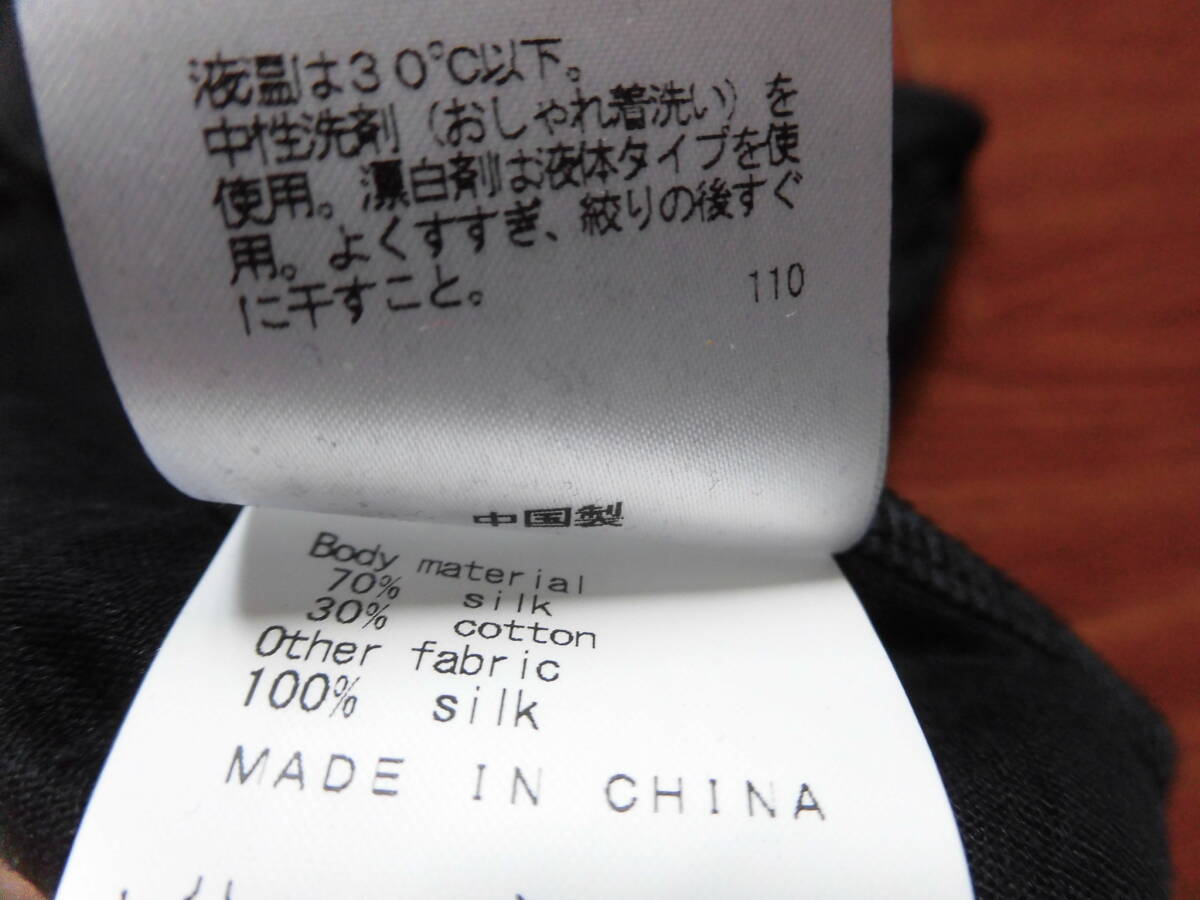 液温は30℃以下。
中性洗剤（おしゃれ着洗い）を
使用。漂白剤は液体タイプを使
用。よくすすぎ、絞りの後すぐ
に干すこと。
110
中国製
Body material
70% silk
30% cotton
Other fabric
100% silk
MADE IN CHINA